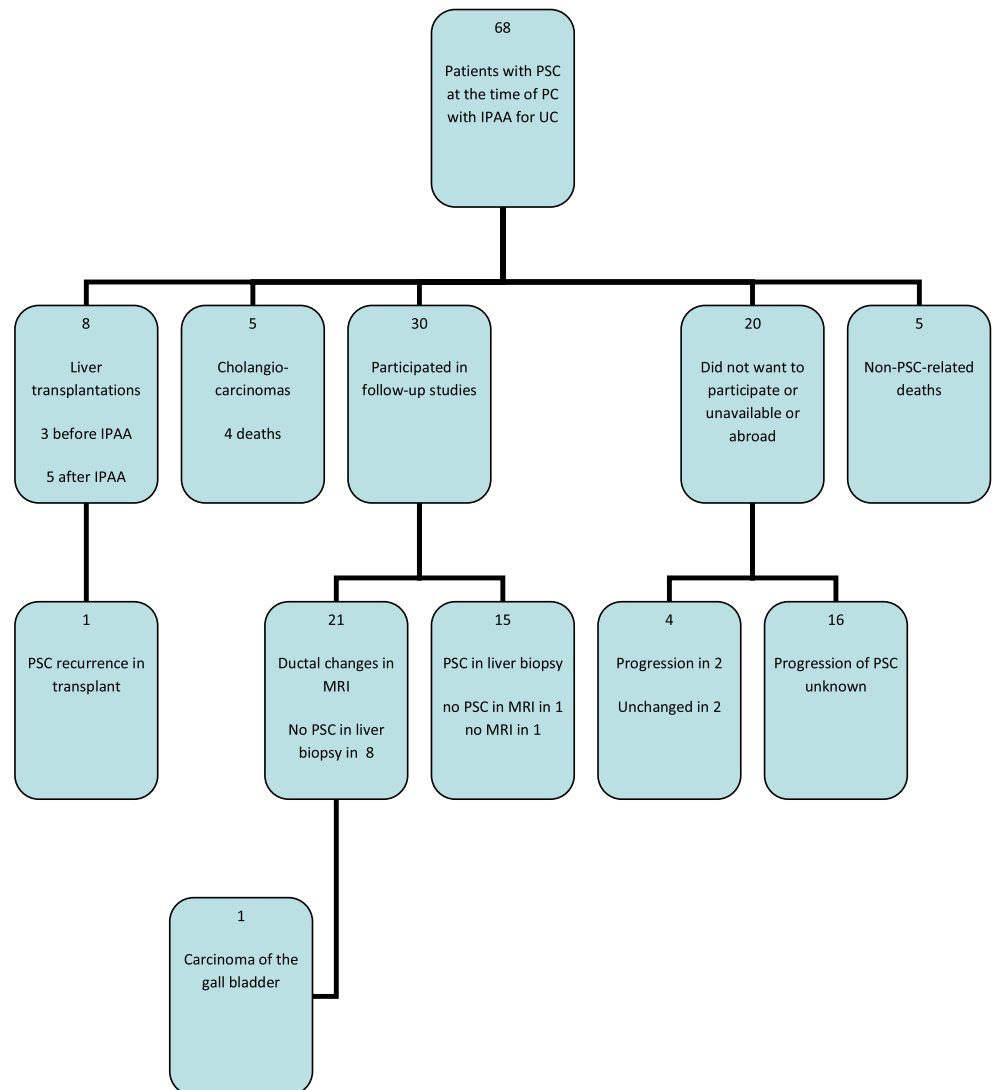 68
Patients with PSC
at the time of PC
with IPAA for UC
8
Liver
transplantations
3 before IPAA
5 after IPAA
5
Cholangio-
carcinomas
4 deaths
30
Participated in
follow-up studies
20
Did not want to
participate or
unavailable or
abroad
5
Non-PSC-related
deaths
1
PSC recurrence in
transplant
21
Ductal changes in
MRI
No PSC in liver
biopsy in 8
15
PSC in liver biopsy
no PSC in MRI in 1
no MRI in 1
4
Progression in 2
Unchanged in 2
16
Progression of PSC
unknown
1
Carcinoma of the
gall bladder